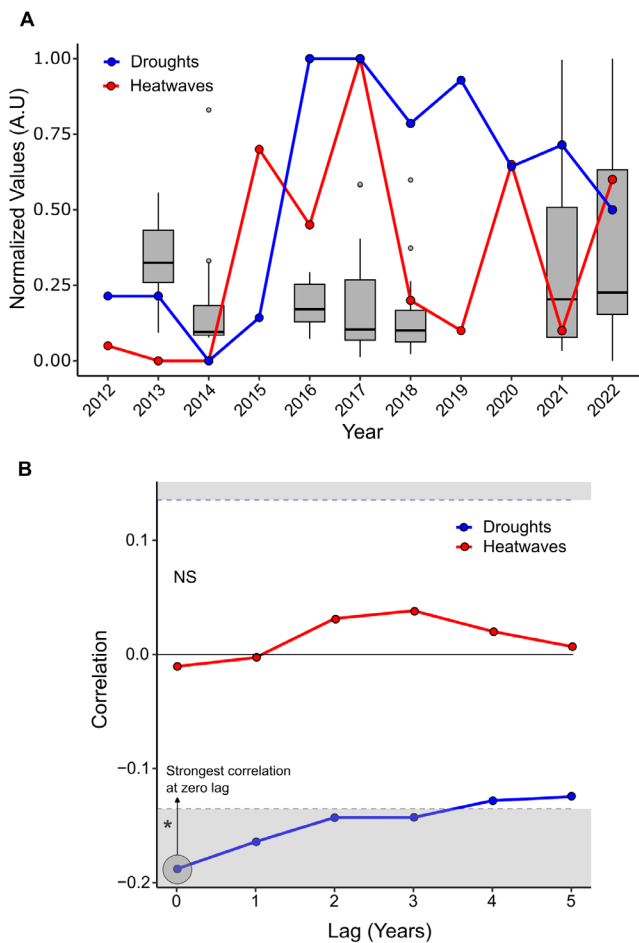 A
Droughts
Heatwaves
Normalized Values (A.U)
1.00
0.75
0.50
0.25
0.00
2012
2013
2014
2015
2016
2017
2018
2019
2020
2021
2022
Year
B
Droughts
Heatwaves
NS
Correlation
0.1
0.0
−0.1
−0.2
Strongest correlation
at zero lag
*
0
1
2
3
4
5
Lag (Years)